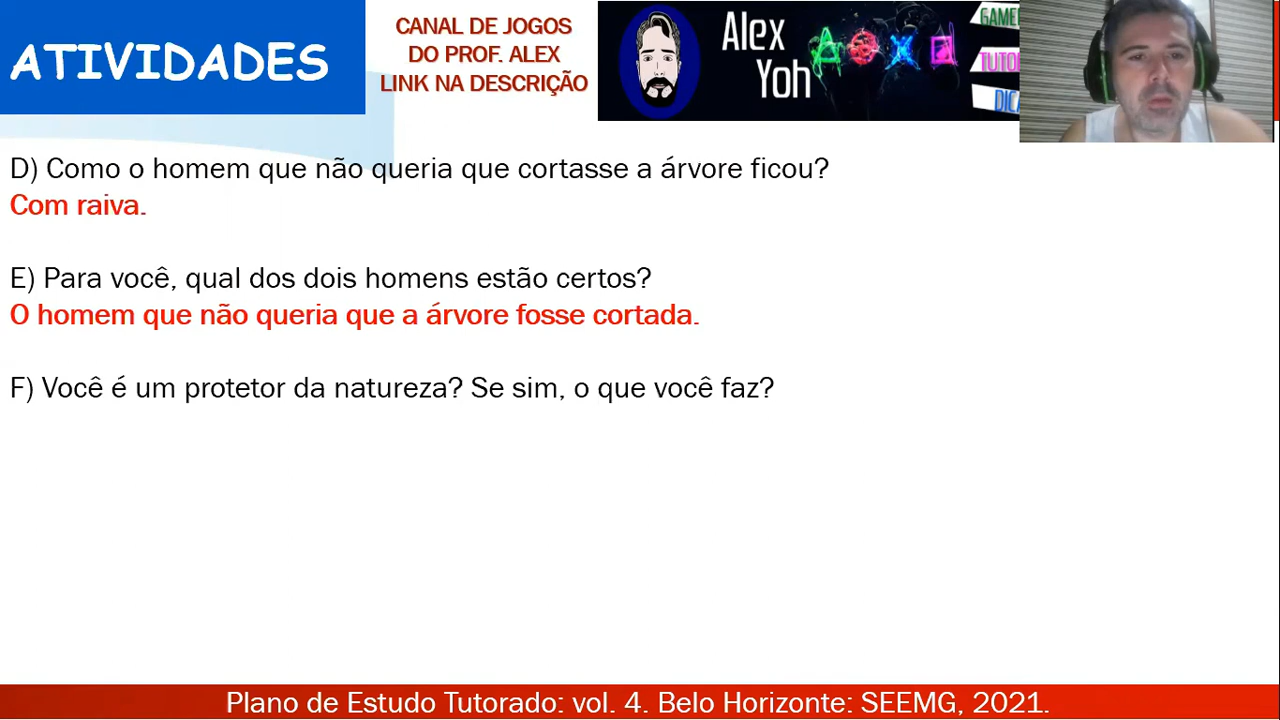 ATIVIDADES
CANAL DE JOGOS
DO PROF. ALEX
LINK NA DESCRIÇÃO
Alex
Yoh
D) Como o homem que não queria que cortasse a árvore ficou?
Com raiva.
E) Para você, qual dos dois homens estão certos?
O homem que não queria que a árvore fosse cortada.
F) Você é um protetor da natureza? Se sim, o que você faz?
Plano de Estudo Tutorado: vol. 4. Belo Horizonte: SEEMG, 2021.